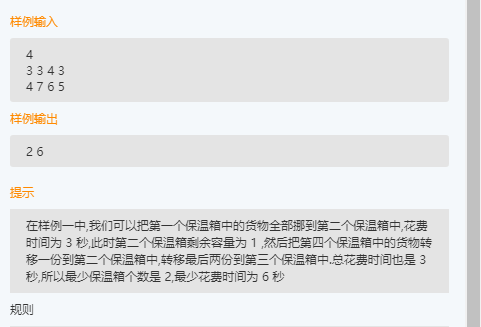 样例输入
4
3 3 4 3
4 7 6 5
样例输出
2 6
提示
在样例一中,我们可以把第一个保温箱中的货物全部挪到第二个保温箱中,花费
时间为 3 秒,此时第二个保温箱剩余容量为 1 ,然后把第四个保温箱中的货物转
移一份到第二个保温箱中,转移最后两份到第三个保温箱中.总花费时间也是 3
秒,所以最少保温箱个数是 2,最少花费时间为 6 秒
规则